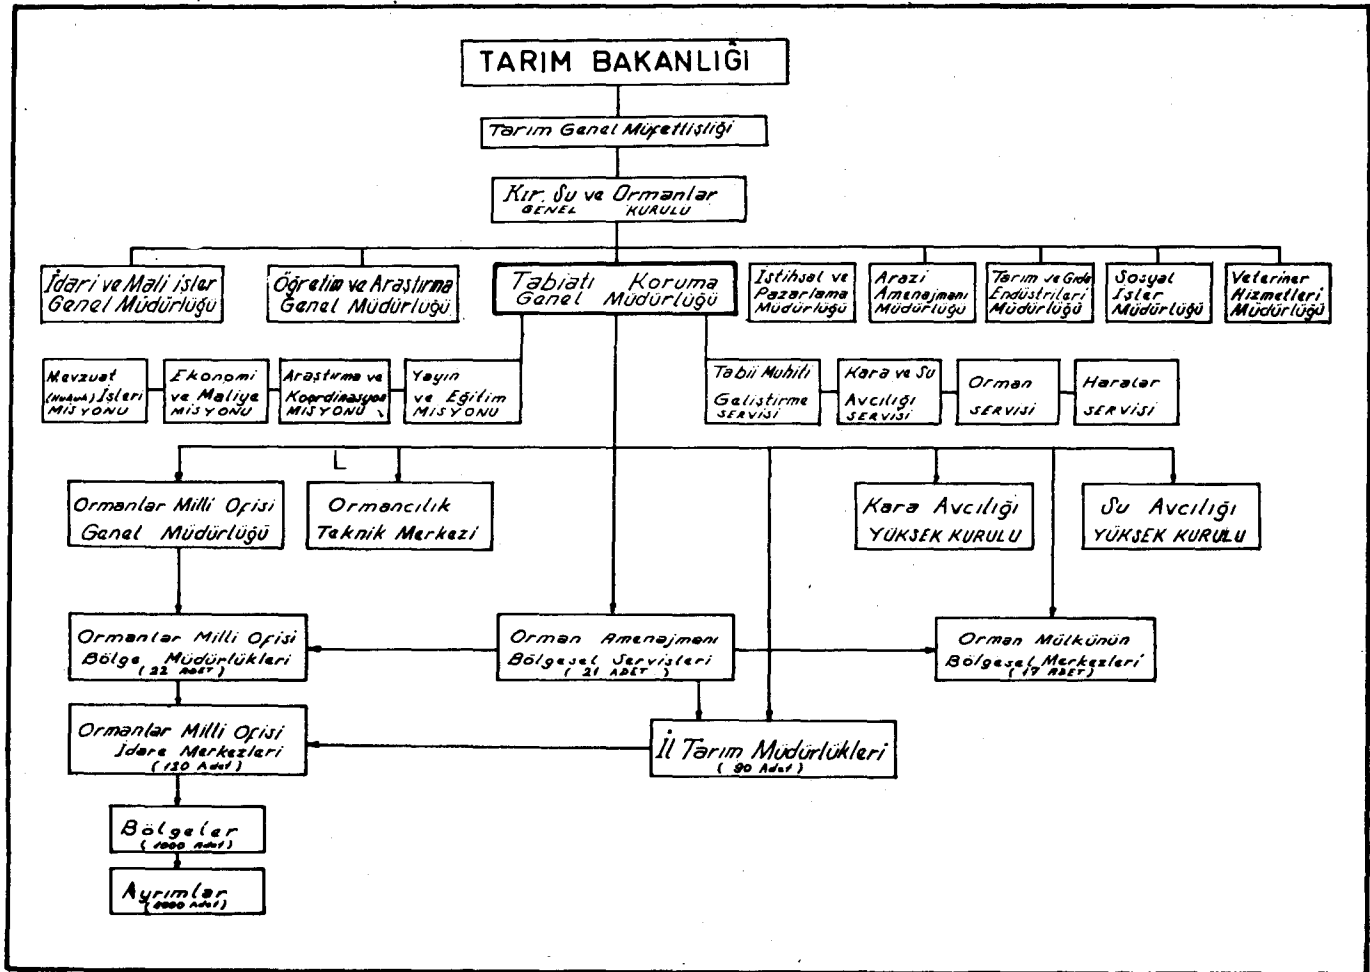 TARIM BAKANLIĞI
Tarım Genel Müfettişliği
Kır, Su ve Ormanlar
GENEL KURULU
İdari ve Mali işler
Genel Müdürlüğü
Öğretim ve Araştırma
Genel Müdürlüğü
Tabiatı Koruma
Genel Müdürlüğü
İstihsal ve
Pazarlama
Müdürlüğü
Arazi
Amenajmanı
Müdürlüğü
Tarım ve Gıda
Endüstrileri
Müdürlüğü
Sosyal
İşler
Müdürlüğü
Veteriner
Hizmetleri
Müdürlüğü
Mevzuat
İşleri
MİSYONU
Ekonomi
ve Maliye
MİSYONU
Araştırma ve
Koordinasyon
MİSYONU
Yayın
ve Eğitim
MİSYONU
Tabii Muhiti
Geliştirme
SERVİSİ
Kara ve Su
Avcılığı
SERVİSİ
Orman
SERVİSİ
Haralar
SERVİSİ
L
Ormanlar Milli Ofisi
Genel Müdürlüğü
Ormancılık
Teknik Merkezi
Kara Avcılığı
YÜKSEK KURULU
Su Avcılığı
YÜKSEK KURULU
Ormanlar Milli Ofisi
Bölge Müdürlükleri
( 22 ADET )
Orman Amenajmanı
Bölgesel Servisleri
( 21 ADET )
Orman Mülkünün
Bölgesel Merkezleri
( 17 ADET )
Ormanlar Milli Ofisi
İdare Merkezleri
( 120 Adet )
İl Tarım Müdürlükleri
( 90 Adet )
Bölgeler
( 1000 Adet )
Ayrımlar